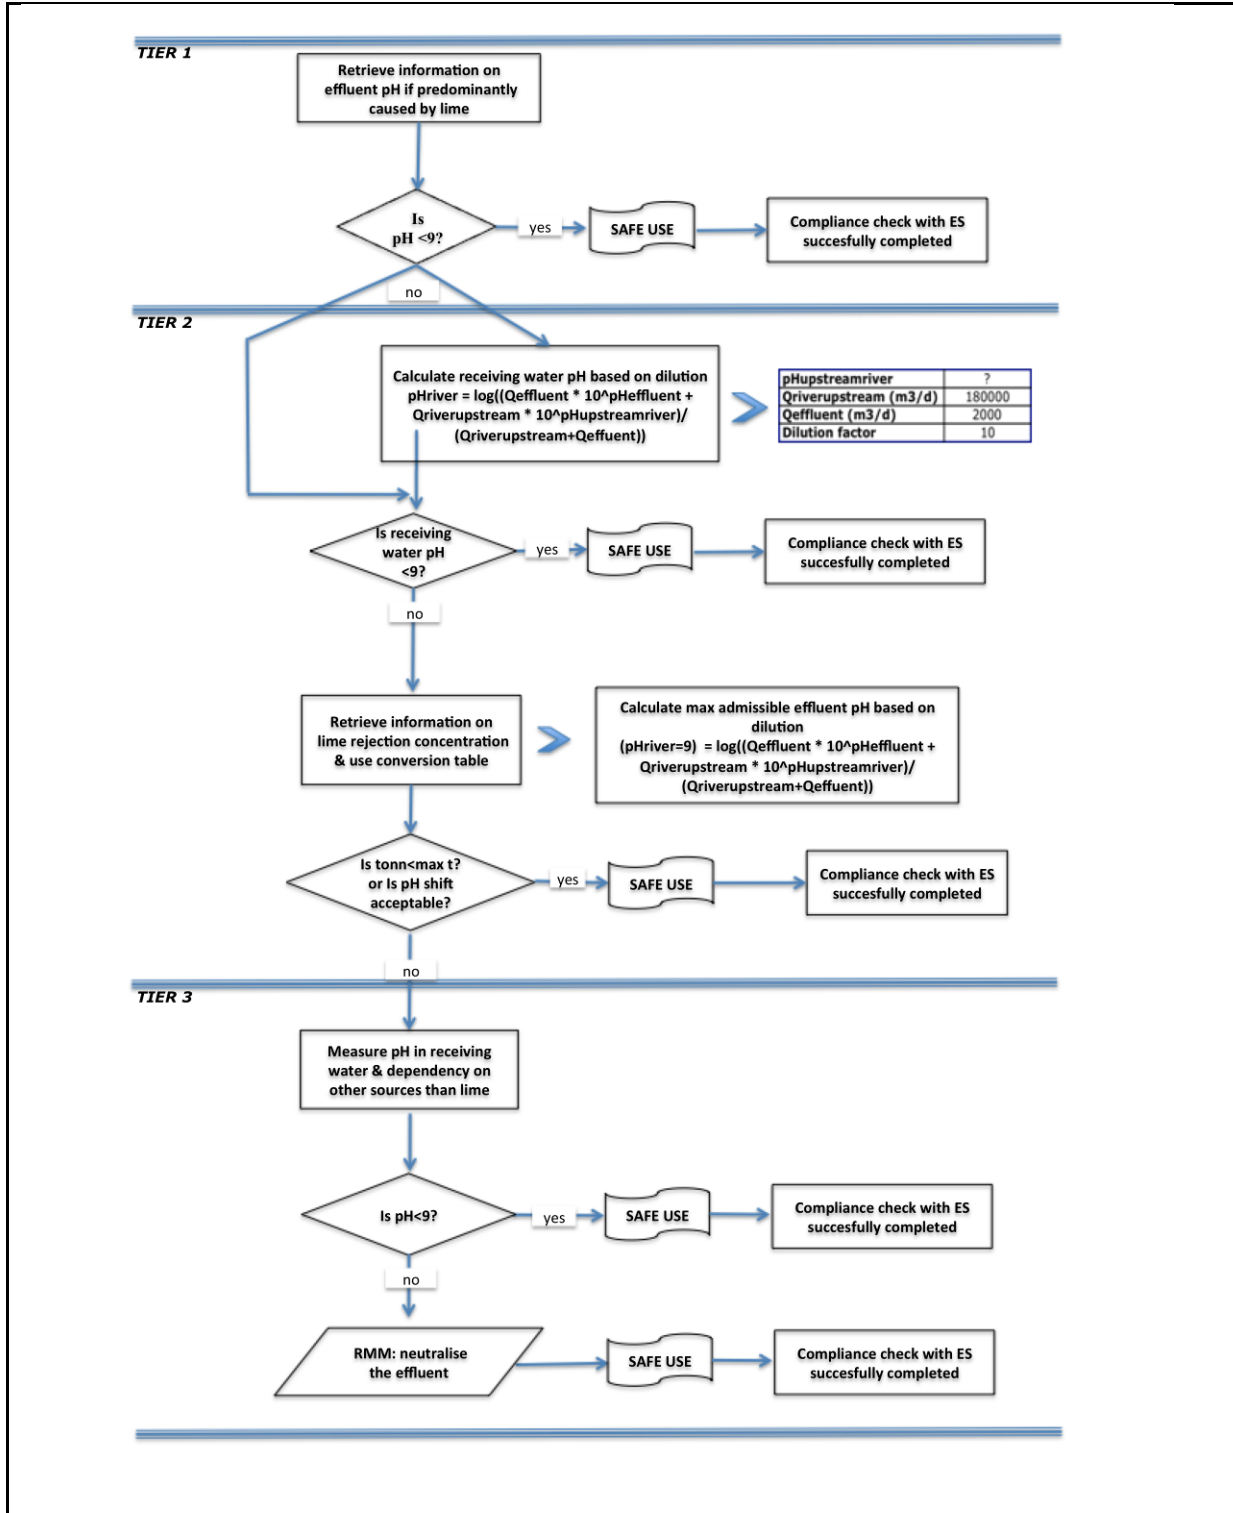 TIER 1
Retrieve information on
effluent pH if predominantly
caused by lime
Is
pH <9?
yes
SAFE USE
Compliance check with ES
succesfully completed
no
TIER 2
Calculate receiving water pH based on dilution
pHriver = log((Qeffluent * 10^pHeffluent +
Qriverupstream * 10^pHupstreamriver)/
(Qriverupstream+Qeffuent))
pHupstreamriver ?
Qriverupstream (m3/d) 180000
Qeffluent (m3/d) 2000
Dilution factor 10
Is receiving
water pH
<9?
yes
SAFE USE
Compliance check with ES
succesfully completed
no
Retrieve information on
lime rejection concentration
& use conversion table
Calculate max admissible effluent pH based on
dilution
(pHriver=9) = log((Qeffluent * 10^pHeffluent +
Qriverupstream * 10^pHupstreamriver)/
(Qriverupstream+Qeffuent))
Is tonn<max t?
or Is pH shift
acceptable?
yes
SAFE USE
Compliance check with ES
succesfully completed
no
TIER 3
Measure pH in receiving
water & dependency on
other sources than lime
Is pH<9?
yes
SAFE USE
Compliance check with ES
succesfully completed
no
RMM: neutralise
the effluent
SAFE USE
Compliance check with ES
succesfully completed